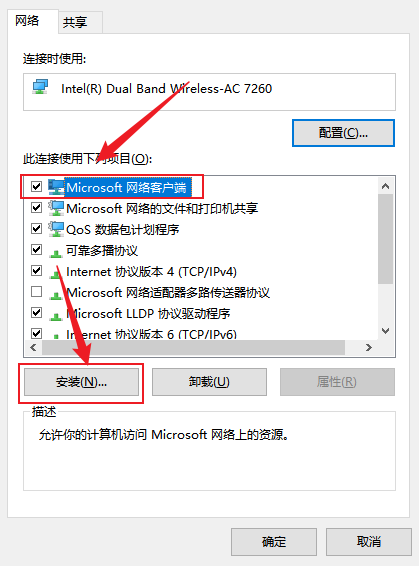 网络 共享
连接时使用:
Intel(R) Dual Band Wireless-AC 7260
配置(C)...
此连接使用下列项目(O):
Microsoft 网络客户端
Microsoft 网络的文件和打印机共享
QoS 数据包计划程序
可靠多播协议
Internet 协议版本 4 (TCP/IPv4)
Microsoft 网络适配器多路传送器协议
Microsoft LLDP 协议驱动程序
Internet 协议版本 6 (TCP/IPv6)
安装(N)... 卸载(U) 属性(R)
描述
允许你的计算机访问 Microsoft 网络上的资源。
确定 取消